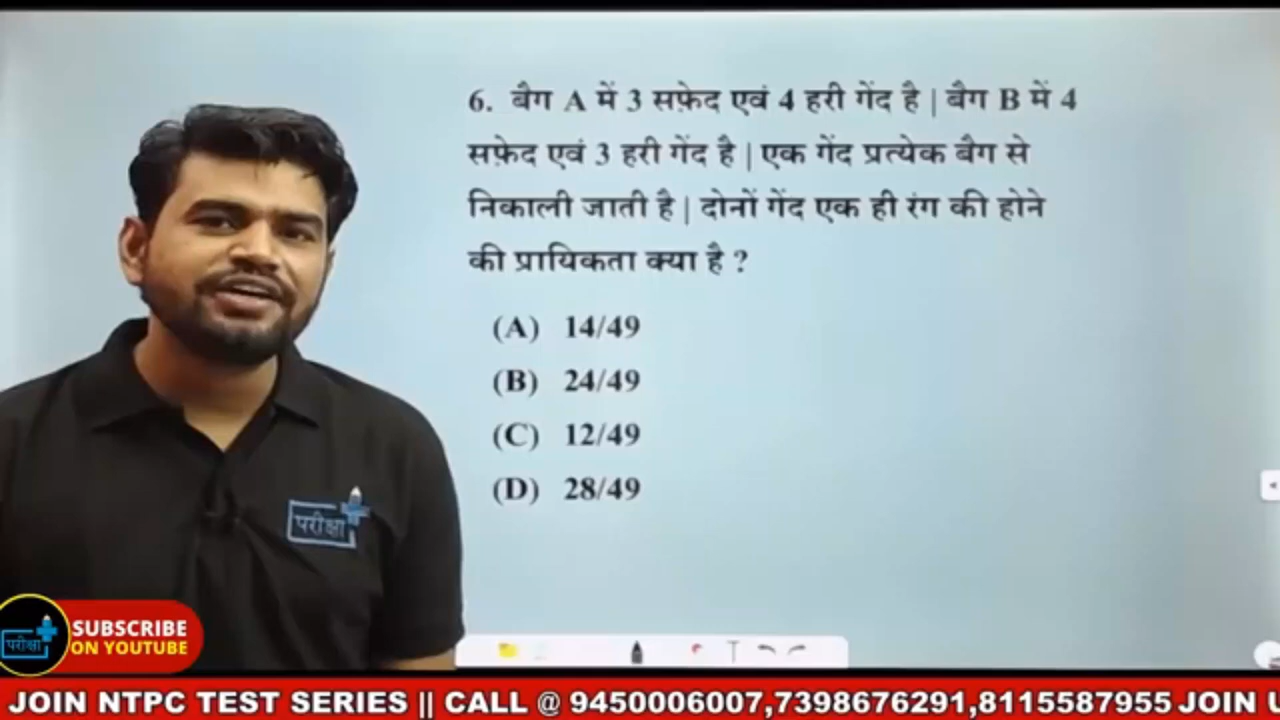 6. बैग A में 3 सफ़ेद एवं 4 हरी गेंद है | बैग B में 4
सफ़ेद एवं 3 हरी गेंद है | एक गेंद प्रत्येक बैग से
निकाली जाती है | दोनों गेंद एक ही रंग की होने
की प्रायिकता क्या है ?
(A) 14/49
(B) 24/49
(C) 12/49
(D) 28/49
परीक्षा
परीक्षा
SUBSCRIBE
ON YOUTUBE
JOIN NTPC TEST SERIES || CALL @ 9450006007,7398676291,8115587955 JOIN U